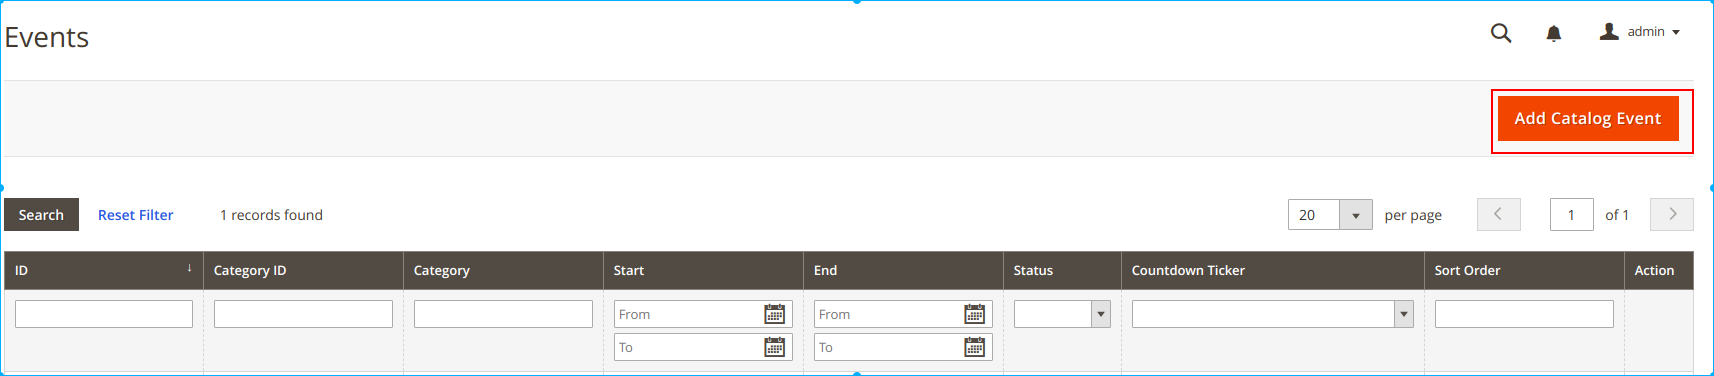 Events
admin
Add Catalog Event
Search Reset Filter 1 records found 20 per page 1 of 1
ID ↓ Category ID Category Start End Status Countdown Ticker Sort Order Action
From From
To To